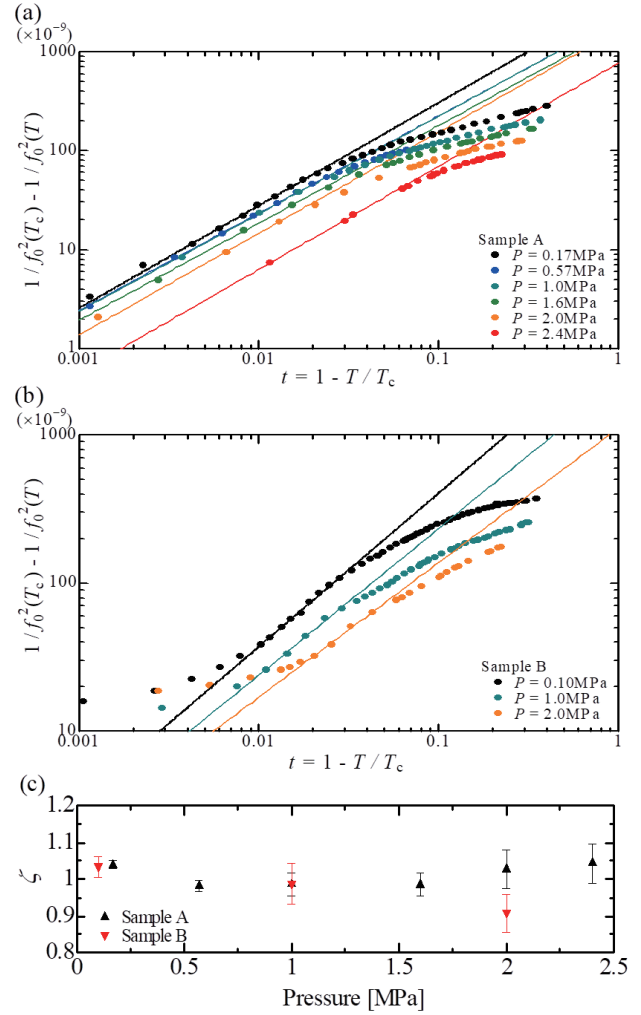 (a)
(×10⁻⁹)
1000
100
10
1
1 / f₀²(T_c) - 1 / f₀²(T)
0.001
0.01
0.1
1
t = 1 - T / T_c
Sample A
P = 0.17MPa
P = 0.57MPa
P = 1.0MPa
P = 1.6MPa
P = 2.0MPa
P = 2.4MPa
(b)
(×10⁻⁹)
1000
100
10
1 / f₀²(T_c) - 1 / f₀²(T)
0.001
0.01
0.1
1
t = 1 - T / T_c
Sample B
P = 0.10MPa
P = 1.0MPa
P = 2.0MPa
(c)
1.2
1.1
1
0.9
0.8
ζ
Sample A
Sample B
0
0.5
1
1.5
2
2.5
Pressure [MPa]